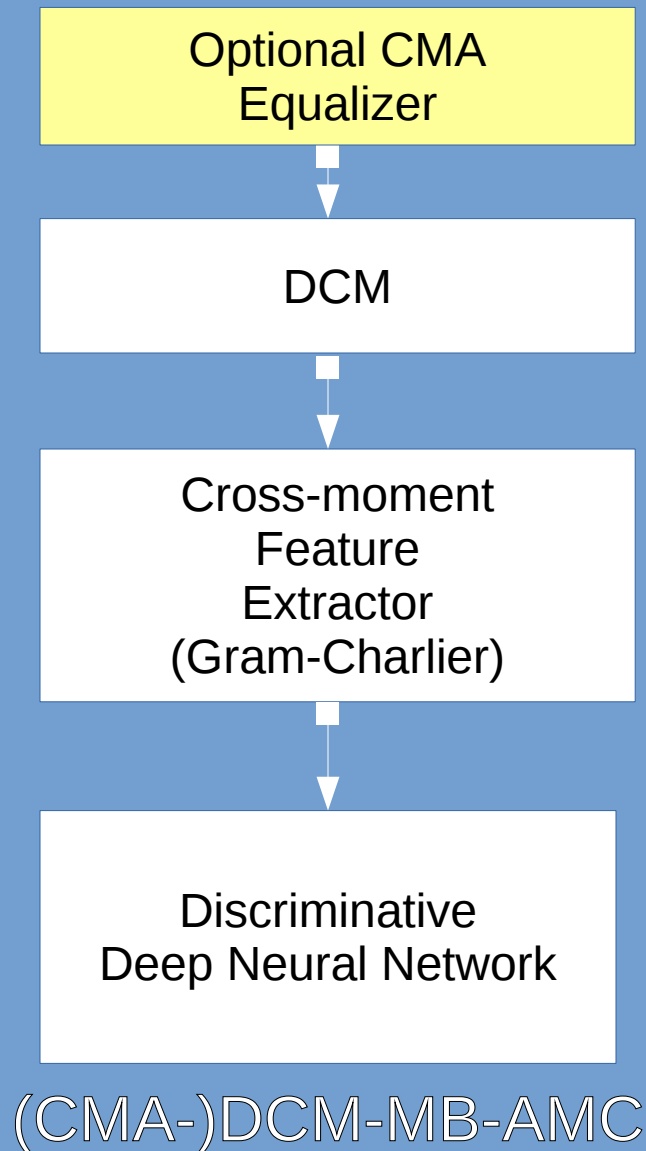 Optional CMA
Equalizer
DCM
Cross-moment
Feature
Extractor
(Gram-Charlier)
Discriminative
Deep Neural Network
(CMA-)DCM-MB-AMC